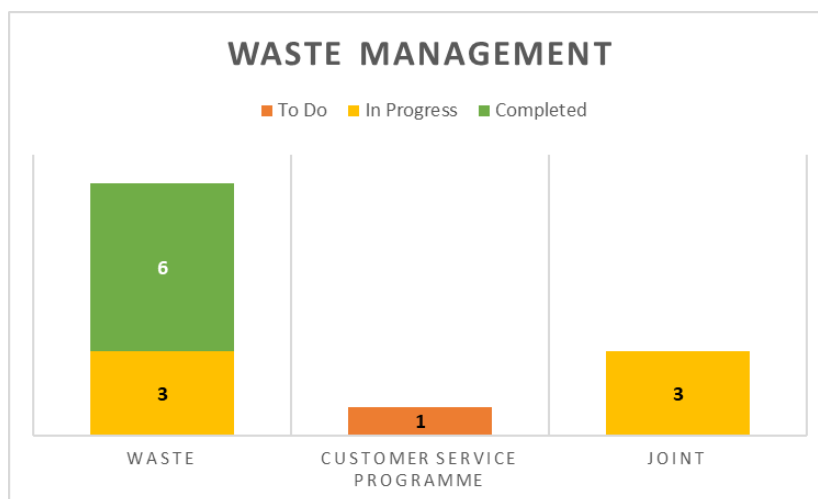 WASTE MANAGEMENT
To Do In Progress Completed
6
3
1
3
WASTE
CUSTOMER SERVICE
PROGRAMME
JOINT